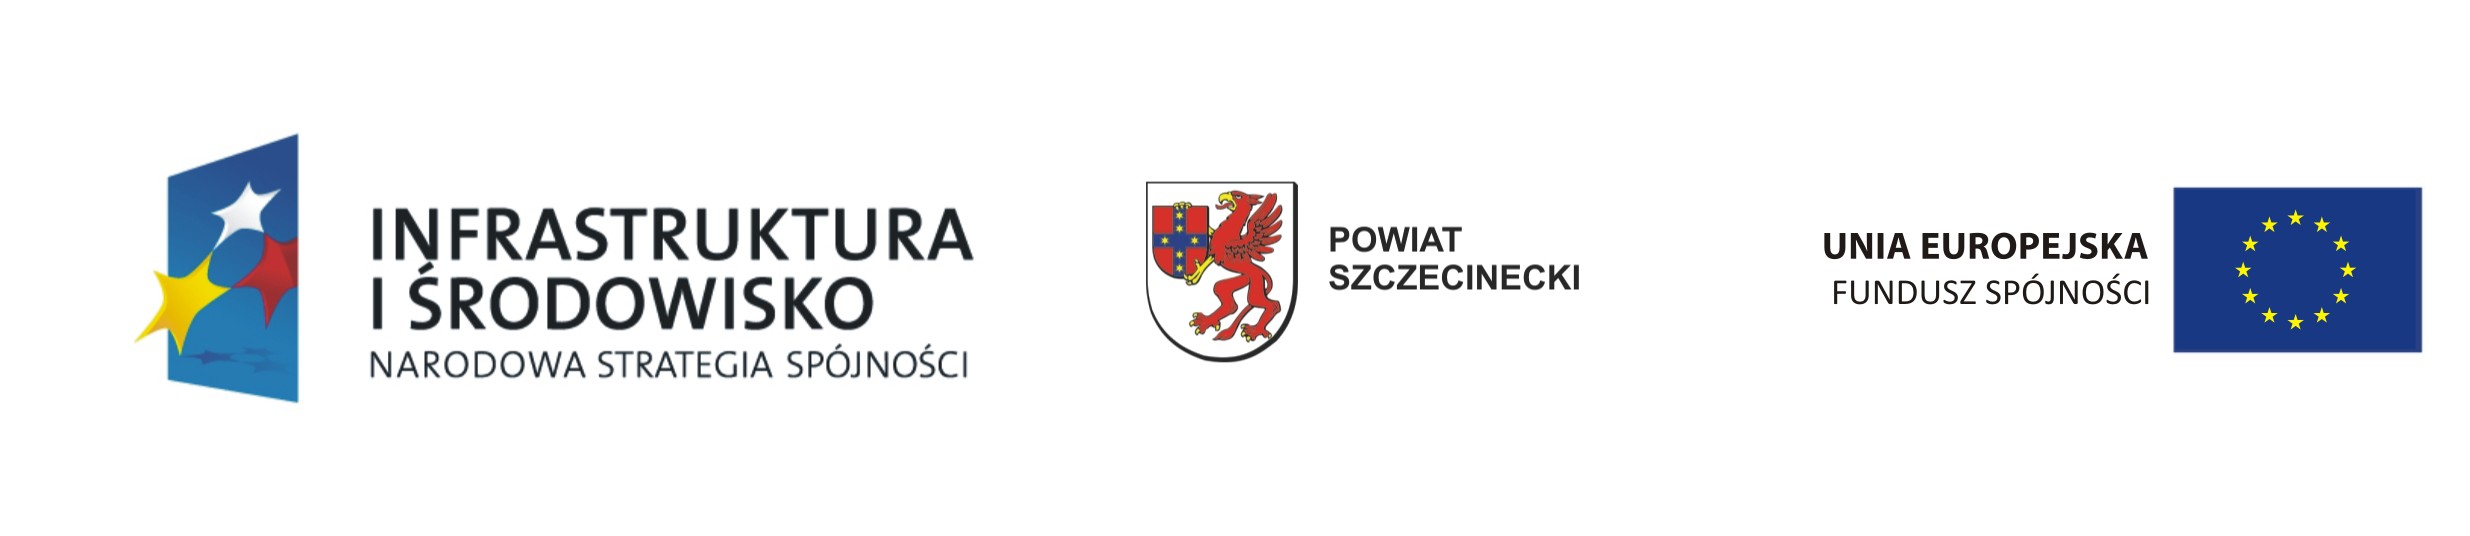 INFRASTRUKTURA
I ŚRODOWISKO
NARODOWA STRATEGIA SPÓJNOŚCI
POWIAT
SZCZECINECKI
UNIA EUROPEJSKA
FUNDUSZ SPÓJNOŚCI